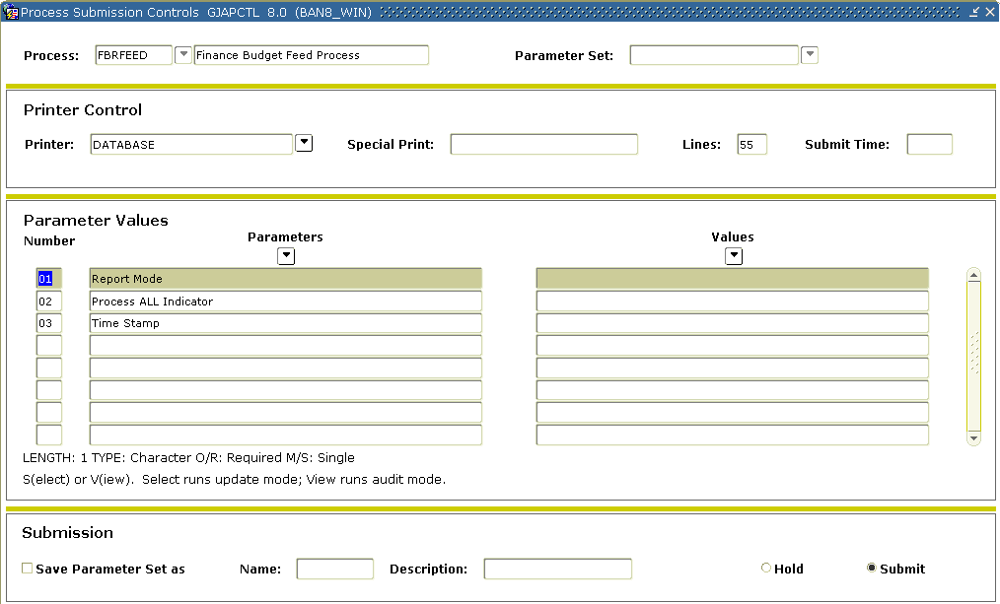 Process Submission Controls GJAPCTL 8.0 (BAN8_WIN)
Process: FBRFEED Finance Budget Feed Process Parameter Set:
Printer Control
Printer: DATABASE Special Print: Lines: 55 Submit Time:
Parameter Values
Number Parameters Values
01 Report Mode
02 Process ALL Indicator
03 Time Stamp
LENGTH: 1 TYPE: Character O/R: Required M/S: Single
S(elect) or V(iew). Select runs update mode; View runs audit mode.
Submission
Save Parameter Set as Name: Description: Hold Submit